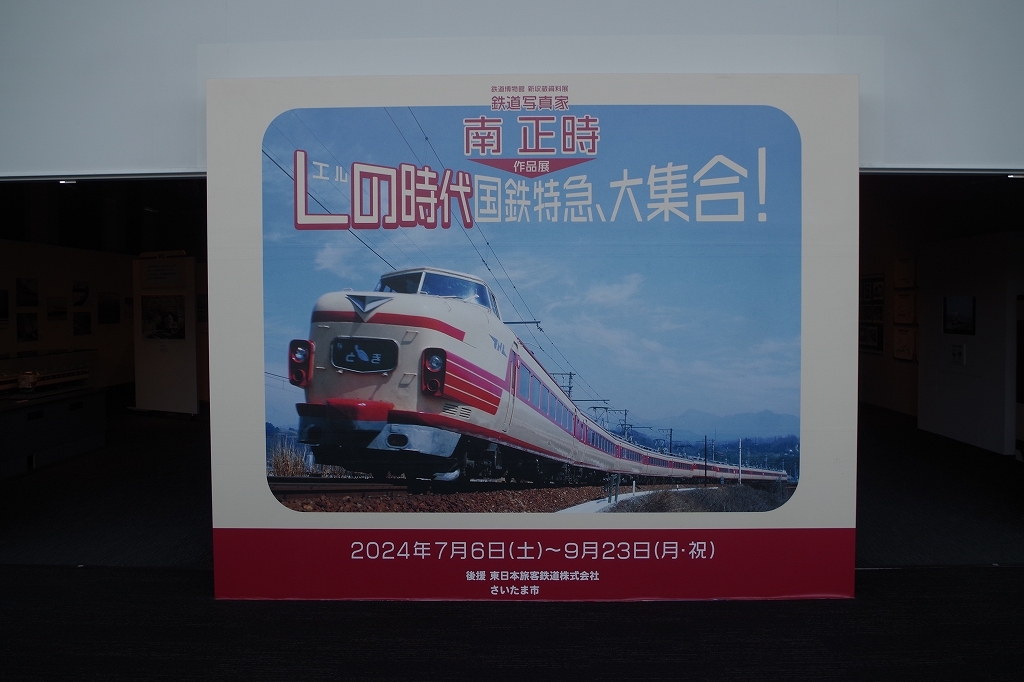 鉄道博物館 新収蔵資料展
鉄道写真家
南 正時
作品展
エル
Lの時代国鉄特急、大集合!
とき
2024年7月6日(土)～9月23日(月・祝)
後援 東日本旅客鉄道株式会社
さいたま市